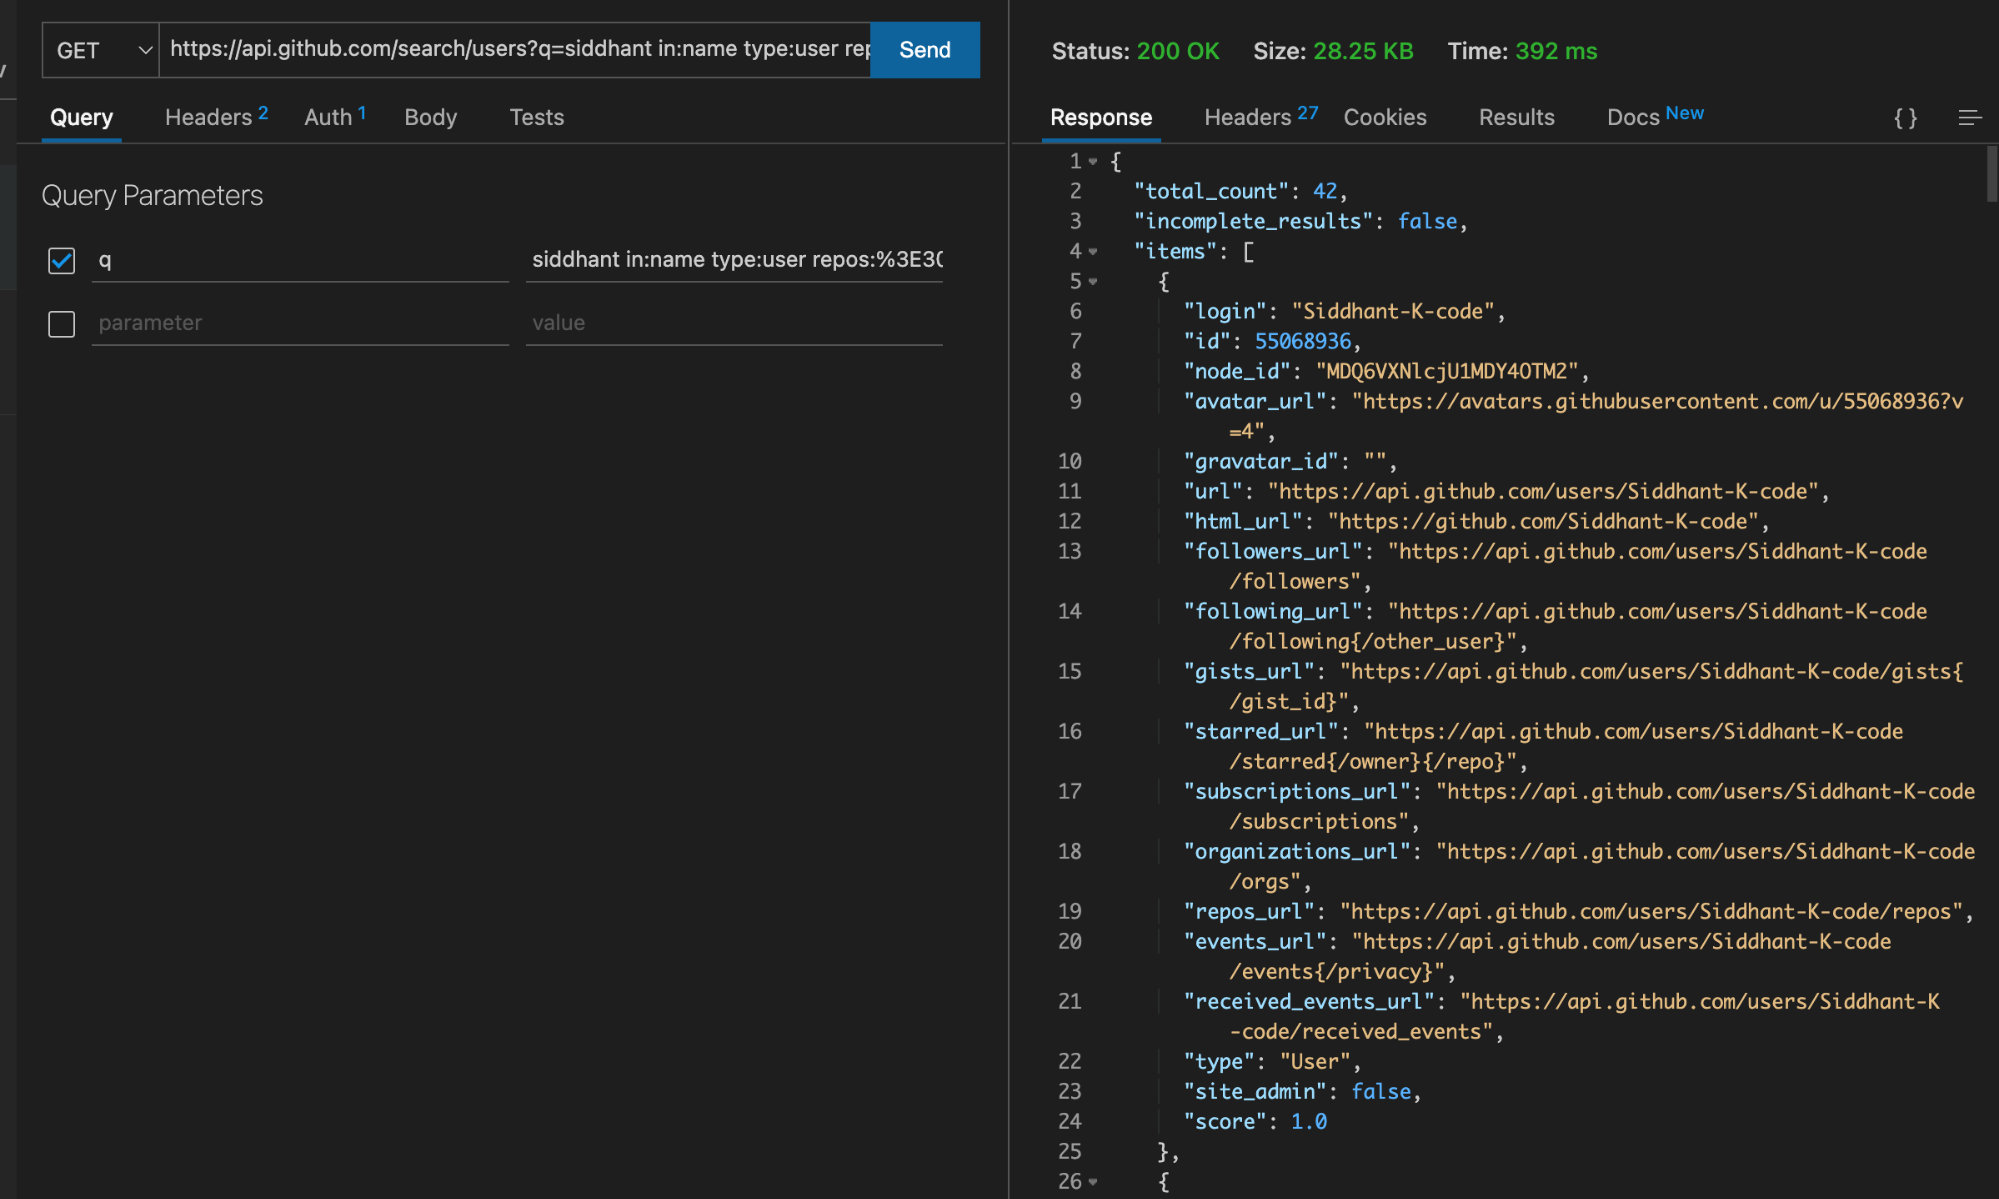 GET https://api.github.com/search/users?q=siddhant in:name type:user rep Send
Query Headers 2 Auth 1 Body Tests
Query Parameters
q siddhant in:name type:user repos:%3E30
parameter value
Status: 200 OK Size: 28.25 KB Time: 392 ms
Response Headers 27 Cookies Results Docs New {}
1 {
2 "total_count": 42,
3 "incomplete_results": false,
4 "items": [
5 {
6 "login": "Siddhant-K-code",
7 "id": 55068936,
8 "node_id": "MDQ6VXNlcjU1MDY4OTM2",
9 "avatar_url": "https://avatars.githubusercontent.com/u/55068936?v
=4",
10 "gravatar_id": "",
11 "url": "https://api.github.com/users/Siddhant-K-code",
12 "html_url": "https://github.com/Siddhant-K-code",
13 "followers_url": "https://api.github.com/users/Siddhant-K-code
/followers",
14 "following_url": "https://api.github.com/users/Siddhant-K-code
/following{/other_user}",
15 "gists_url": "https://api.github.com/users/Siddhant-K-code/gists{
/gist_id}",
16 "starred_url": "https://api.github.com/users/Siddhant-K-code
/starred{/owner}{/repo}",
17 "subscriptions_url": "https://api.github.com/users/Siddhant-K-code
/subscriptions",
18 "organizations_url": "https://api.github.com/users/Siddhant-K-code
/orgs",
19 "repos_url": "https://api.github.com/users/Siddhant-K-code/repos",
20 "events_url": "https://api.github.com/users/Siddhant-K-code
/events{/privacy}",
21 "received_events_url": "https://api.github.com/users/Siddhant-K
-code/received_events",
22 "type": "User",
23 "site_admin": false,
24 "score": 1.0
25 },
26 {